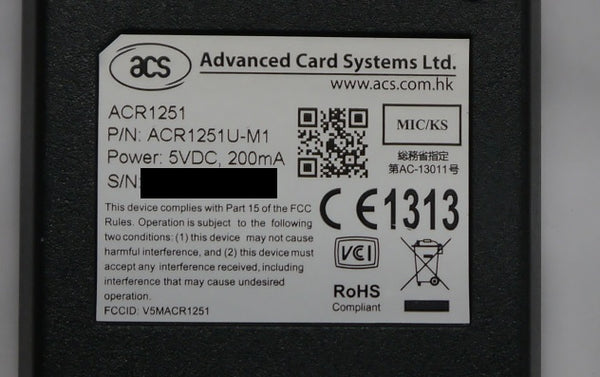 acs
Advanced Card Systems Ltd.
www.acs.com.hk
ACR1251
P/N: ACR1251U-M1
Power: 5VDC, 200mA
S/N:
MIC/KS
総務省指定
第AC-13011号
This device complies with Part 15 of the FCC
Rules. Operation is subject to the following
two conditions: (1) this device may not cause
harmful interference, and (2) this device must
accept any interference received, including
interference that may cause undesired
operation.
FCCID: V5MACR1251
CE1313
VCI
RoHS
Compliant